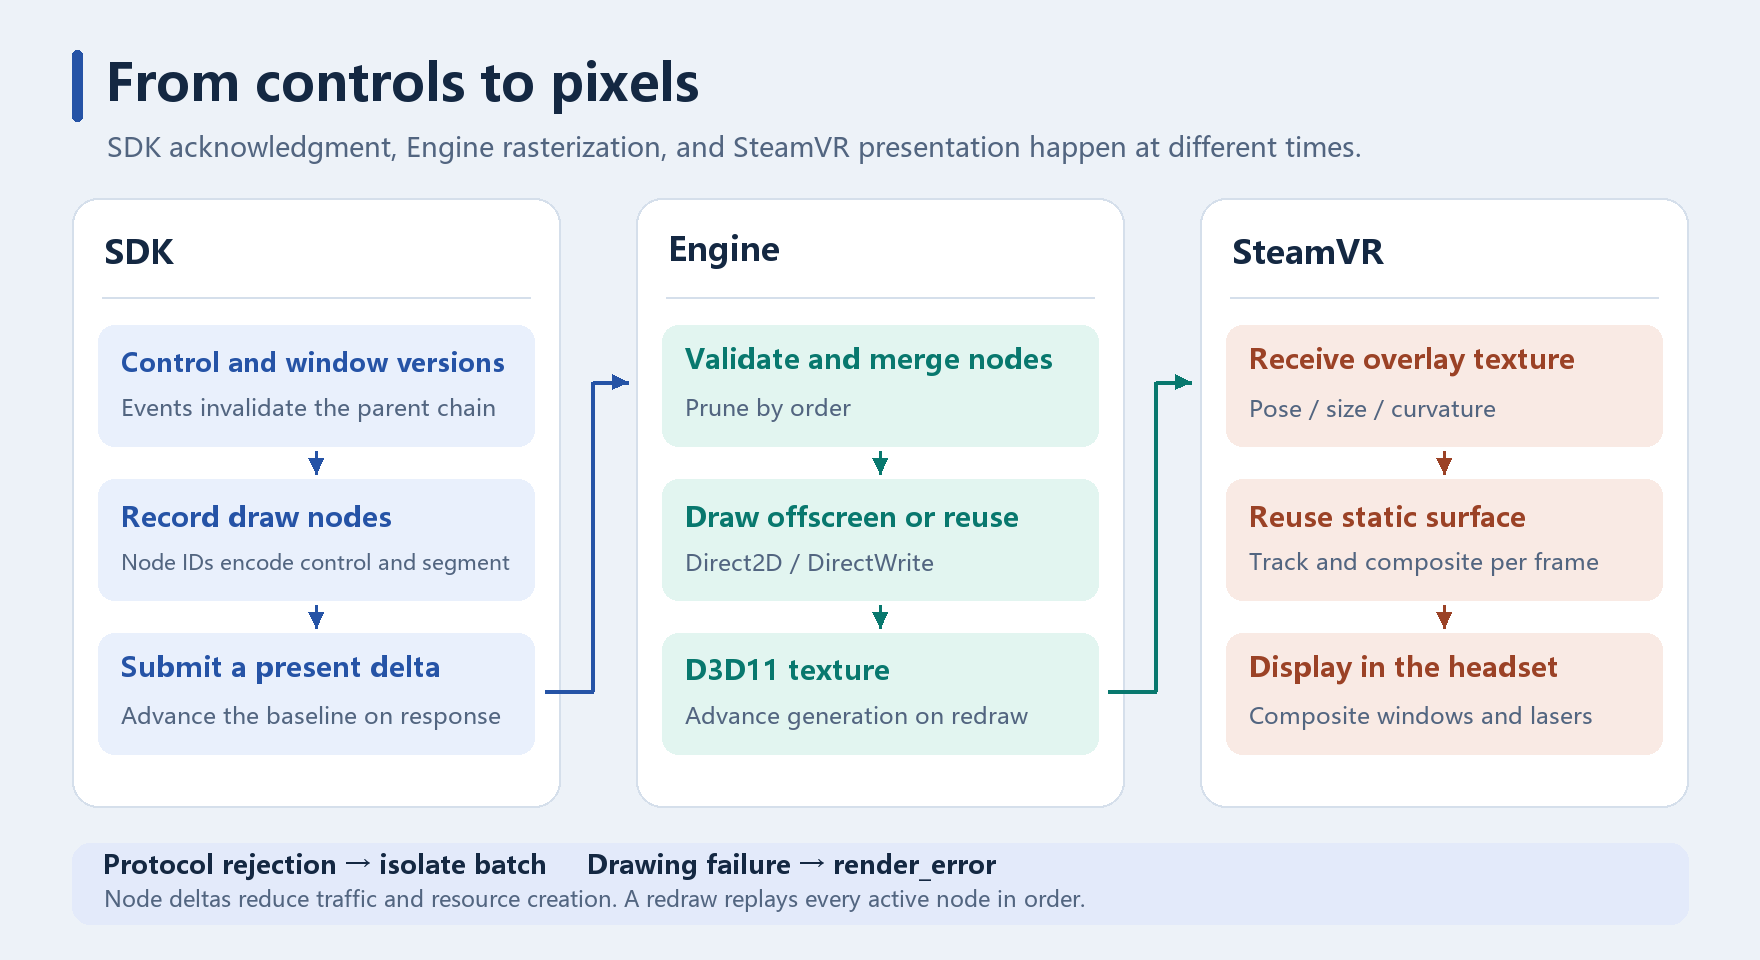 From controls to pixels
SDK acknowledgment, Engine rasterization, and SteamVR presentation happen at different times.
SDK
Control and window versions
Events invalidate the parent chain
Record draw nodes
Node IDs encode control and segment
Submit a present delta
Advance the baseline on response
Engine
Validate and merge nodes
Prune by order
Draw offscreen or reuse
Direct2D / DirectWrite
D3D11 texture
Advance generation on redraw
SteamVR
Receive overlay texture
Pose / size / curvature
Reuse static surface
Track and composite per frame
Display in the headset
Composite windows and lasers
Protocol rejection → isolate batch Drawing failure → render_error
Node deltas reduce traffic and resource creation. A redraw replays every active node in order.